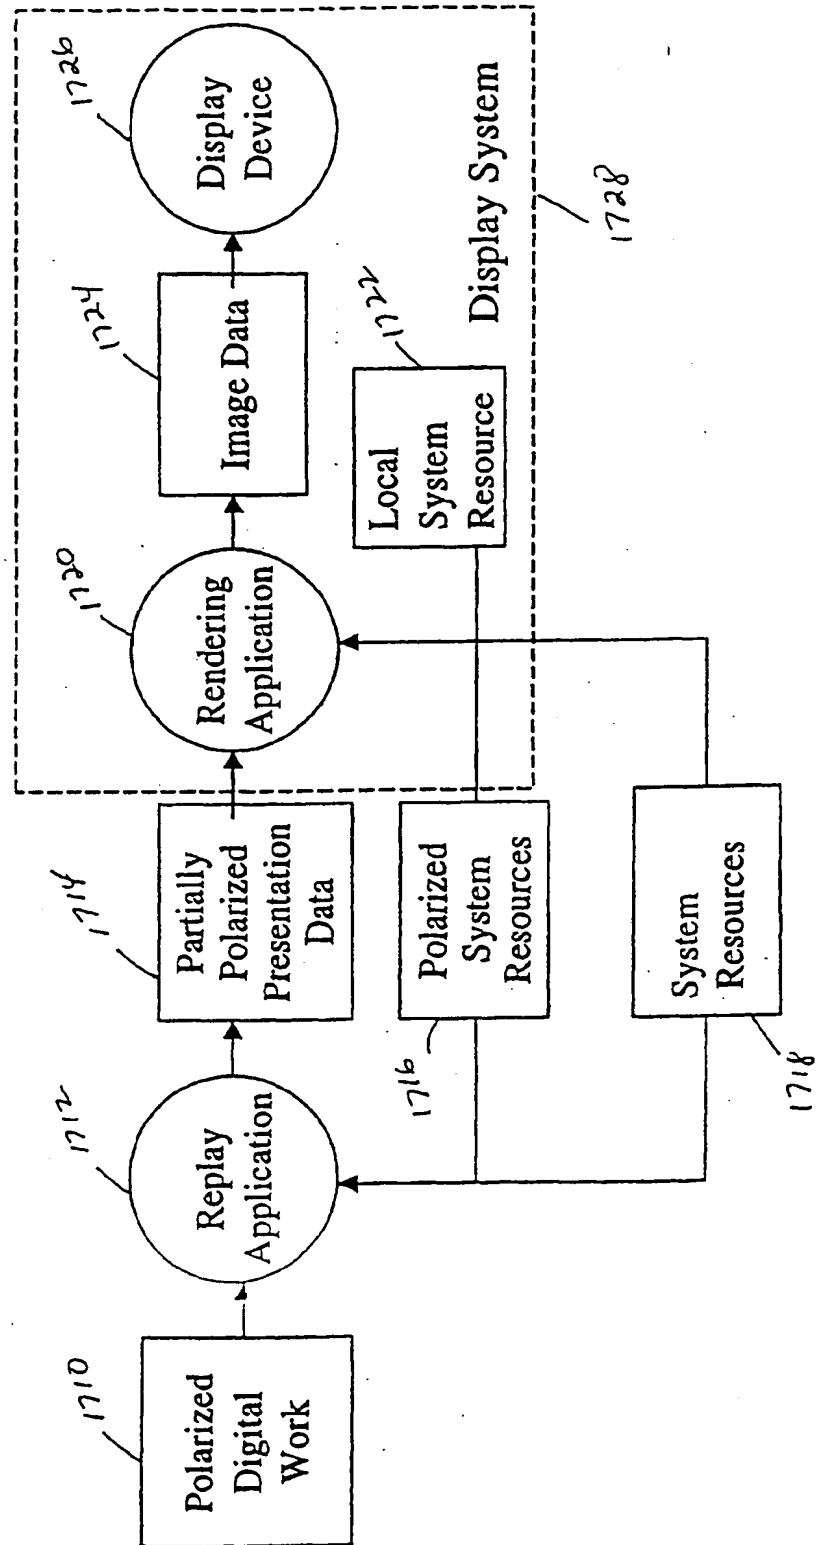 1710
Polarized
Digital
Work
1712
Replay
Application
1714
Partially
Polarized
Presentation
Data
1716
Polarized
System
Resources
1718
System
Resources
1720
Rendering
Application
1722
Local
System
Resource
1724
Image Data
1726
Display
Device
Display System
1728